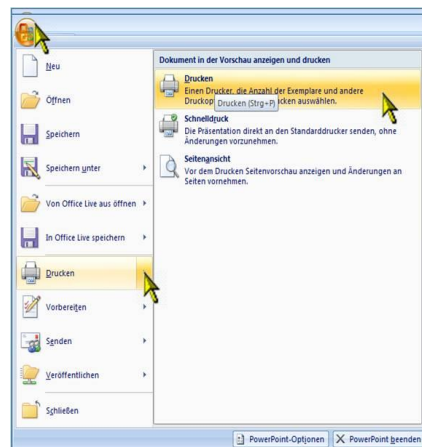 Neu
Öffnen
Speichern
Speichern unter
Von Office Live aus öffnen
In Office Live speichern
Drucken
Vorbereiten
Senden
Veröffentlichen
Schließen
Dokument in der Vorschau anzeigen und drucken
Drucken
Einen Drucker, die Anzahl der Exemplare und andere
Druckop Drucken (Strg+P) cken auswählen.
Schnelldruck
Die Präsentation direkt an den Standarddrucker senden, ohne
Änderungen vorzunehmen.
Seitenansicht
Vor dem Drucken Seitenvorschau anzeigen und Änderungen an
Seiten vornehmen.
PowerPoint-Optionen
PowerPoint beenden